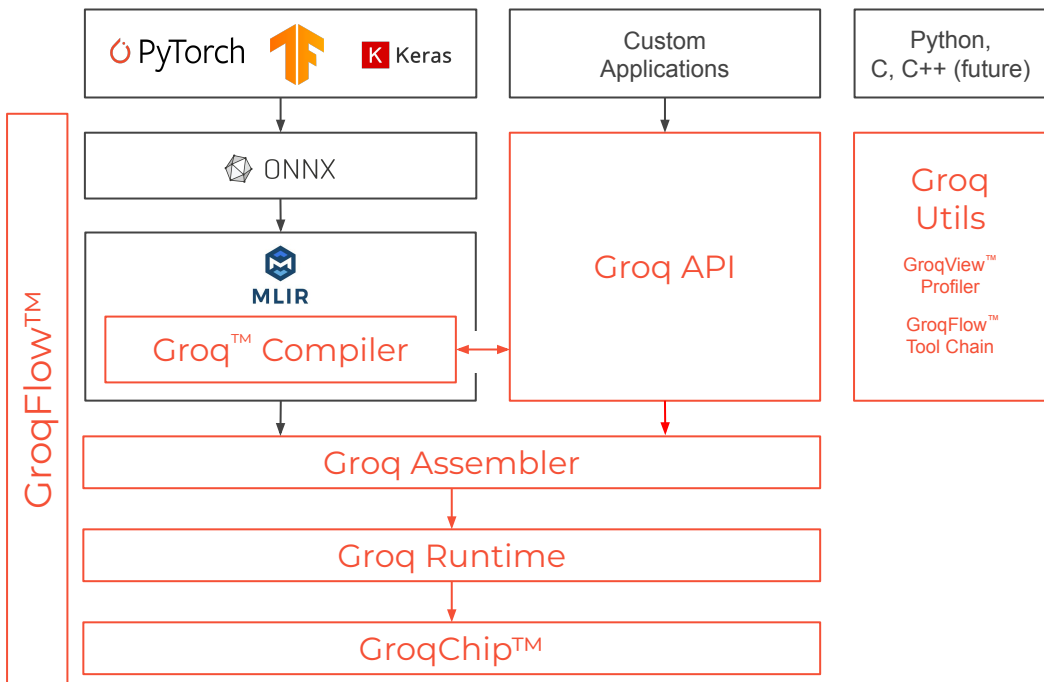 PyTorch
TF
K Keras
Custom
Applications
Python,
C, C++ (future)
GroqFlow™
ONNX
MLIR
Groq™ Compiler
Groq API
Groq
Utils
GroqView™
Profiler
GroqFlow™
Tool Chain
Groq Assembler
Groq Runtime
GroqChip™